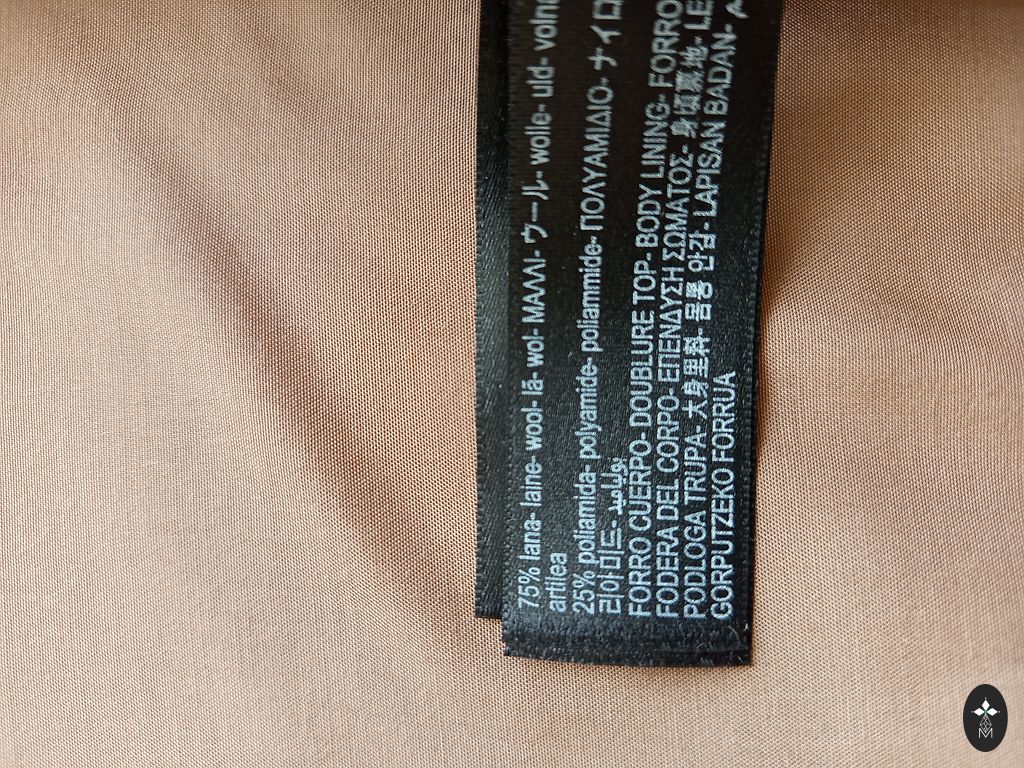 75% lana- laine- wool- lã- wol- ΜΑΛΛΙ- ウール- wolle- uld- volna
artilea
25% poliamida- polyamide- poliammide- ΠΟΛΥΑΜΙΔΙΟ- ナイロ
리아미드- بوليأميد
FORRO CUERPO- DOUBLURE TOP- BODY LINING- FORRO
FODERA DEL CORPO- ΕΠΕΝΔΥΣΗ ΣΩΜΑΤΟΣ- 身頃裏地- LE
PODLOGA TRUPA- 大身里料- 몸통 안감- LAPISAN BADAN-
GORPUTZEKO FORRUA
M